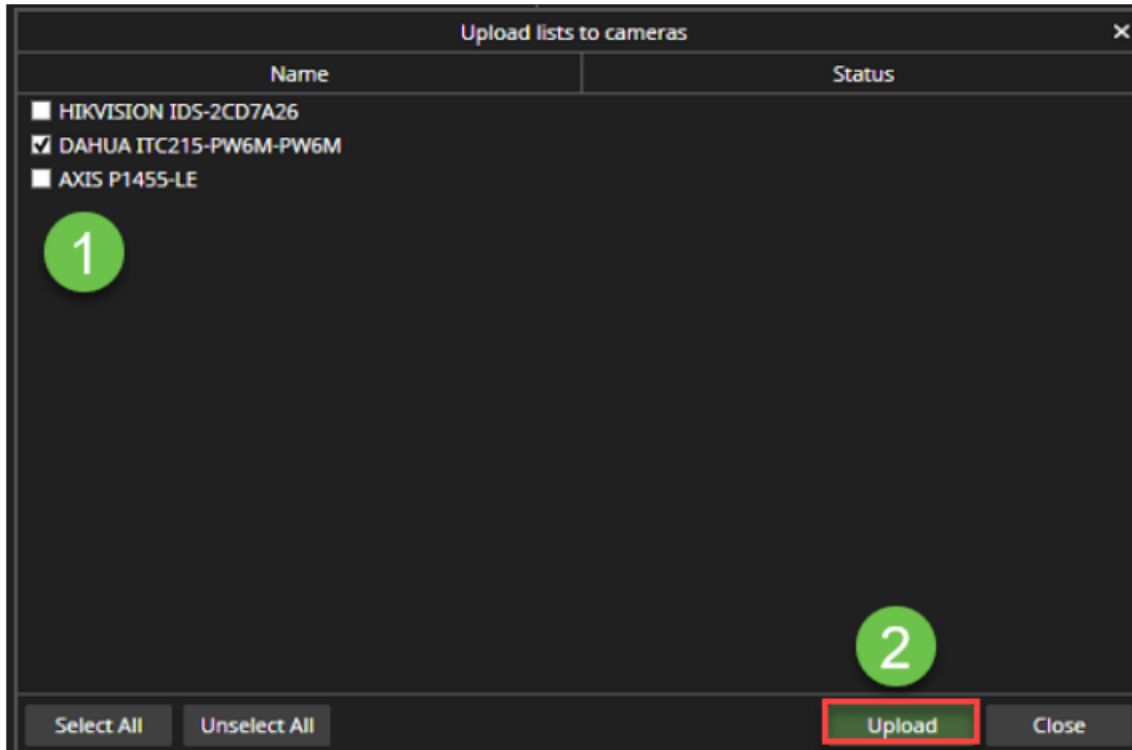 Upload lists to cameras ×
Name Status
HIKVISION IDS-2CD7A26
DAHUA ITC215-PW6M-PW6M
AXIS P1455-LE
1
2
Select All Unselect All Upload Close